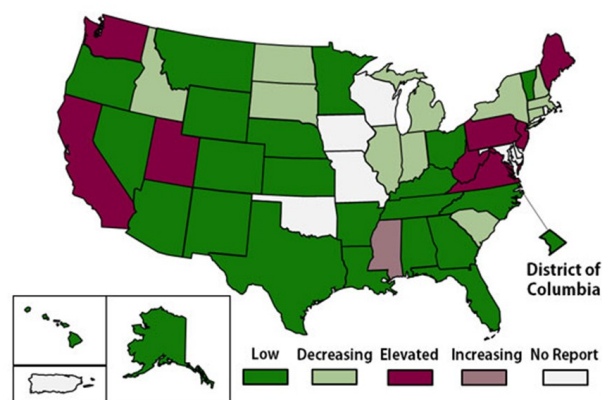 District of
Columbia
Low Decreasing Elevated Increasing No Report